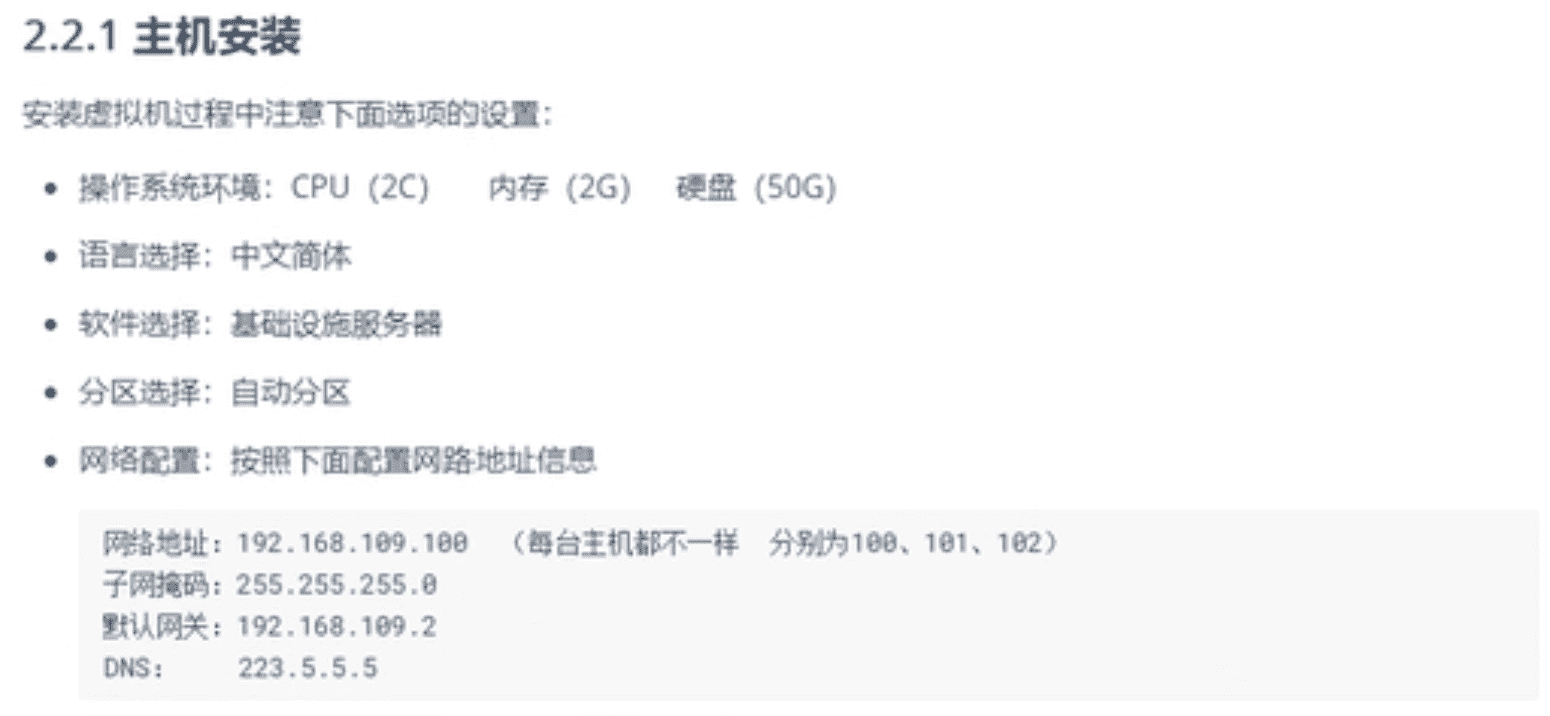 2.2.1 主机安装
安装虚拟机过程中注意下面选项的设置：
操作系统环境：CPU（2C） 内存（2G） 硬盘（50G）
语言选择：中文简体
软件选择：基础设施服务器
分区选择：自动分区
网络配置：按照下面配置网路地址信息
网络地址：192.168.109.100 （每台主机都不一样 分别为100、101、102）
子网掩码：255.255.255.0
默认网关：192.168.109.2
DNS： 223.5.5.5